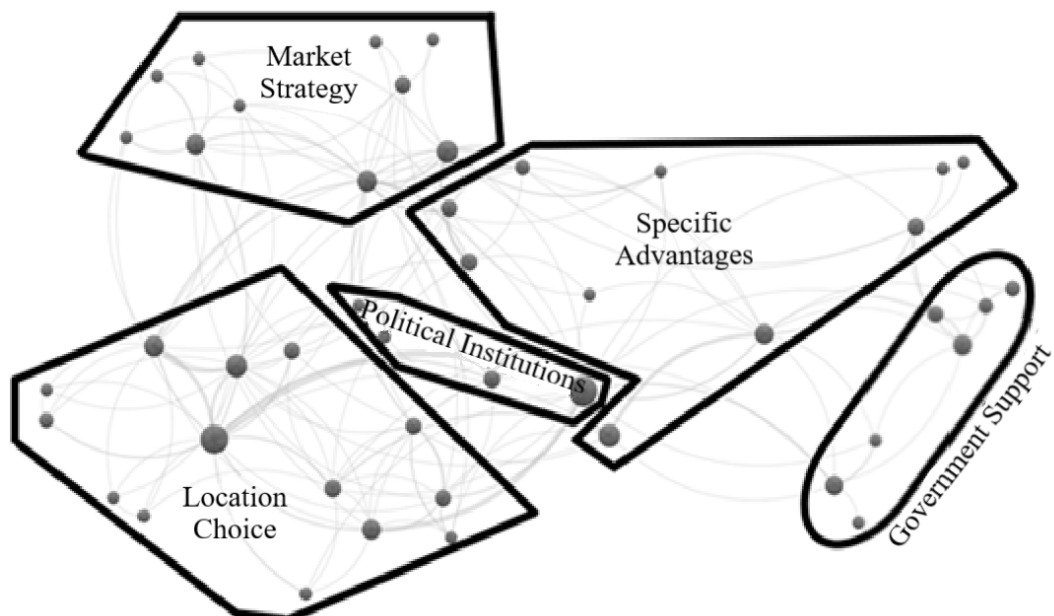 Market
Strategy
Specific
Advantages
Political Institutions
Government Support
Location
Choice